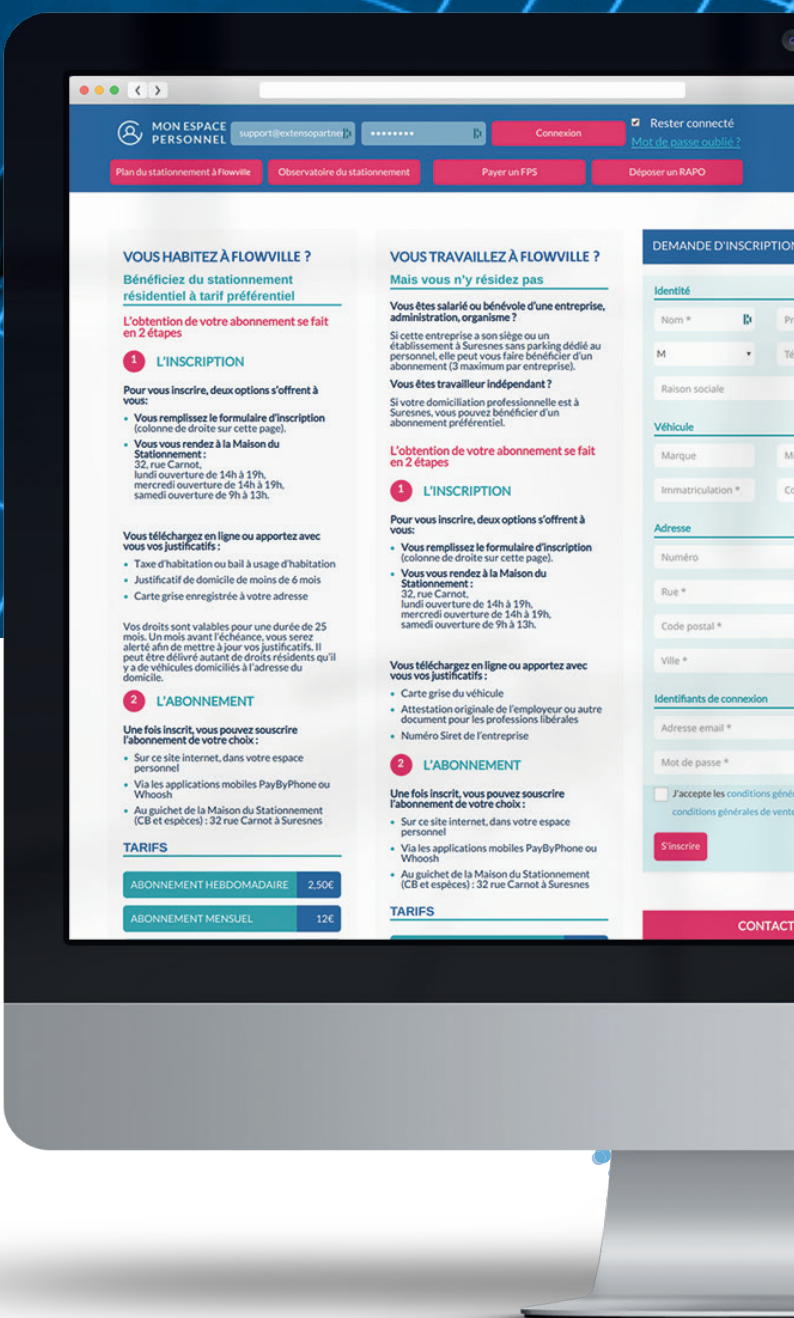 MON ESPACE
PERSONNEL
support@extensopartne
••••••••
Connexion
Rester connecté
Mot de passe oublié ?
Plan du stationnement à Flowville
Observatoire du stationnement
Payer un FPS
Déposer un RAPO
VOUS HABITEZ À FLOWVILLE ?
Bénéficiez du stationnement
résidentiel à tarif préférentiel
L'obtention de votre abonnement se fait
en 2 étapes
1 L'INSCRIPTION
Pour vous inscrire, deux options s'offrent à
vous:
• Vous remplissez le formulaire d'inscription
(colonne de droite sur cette page).
• Vous vous rendez à la Maison du
Stationnement :
32, rue Carnot,
lundi ouverture de 14h à 19h,
mercredi ouverture de 14h à 19h,
samedi ouverture de 9h à 13h.
Vous téléchargez en ligne ou apportez avec
vous vos justificatifs :
• Taxe d'habitation ou bail à usage d'habitation
• Justificatif de domicile de moins de 6 mois
• Carte grise enregistrée à votre adresse
Vos droits sont valables pour une durée de 25
mois. Un mois avant l'échéance, vous serez
alerté afin de mettre à jour vos justificatifs. Il
peut être délivré autant de droits résidents qu'il
y a de véhicules domiciliés à l'adresse du
domicile.
2 L'ABONNEMENT
Une fois inscrit, vous pouvez souscrire
l'abonnement de votre choix :
• Sur ce site internet, dans votre espace
personnel
• Via les applications mobiles PayByPhone ou
Whoosh
• Au guichet de la Maison du Stationnement
(CB et espèces) : 32 rue Carnot à Suresnes
TARIFS
ABONNEMENT HEBDOMADAIRE 2,50€
ABONNEMENT MENSUEL 12€
VOUS TRAVAILLEZ À FLOWVILLE ?
Mais vous n'y résidez pas
Vous êtes salarié ou bénévole d'une entreprise,
administration, organisme ?
Si cette entreprise a son siège ou un
établissement à Suresnes sans parking dédié au
personnel, elle peut vous faire bénéficier d'un
abonnement (3 maximum par entreprise).
Vous êtes travailleur indépendant ?
Si votre domiciliation professionnelle est à
Suresnes, vous pouvez bénéficier d'un
abonnement préférentiel.
L'obtention de votre abonnement se fait
en 2 étapes
1 L'INSCRIPTION
Pour vous inscrire, deux options s'offrent à
vous:
• Vous remplissez le formulaire d'inscription
(colonne de droite sur cette page).
• Vous vous rendez à la Maison du
Stationnement :
32, rue Carnot,
lundi ouverture de 14h à 19h,
mercredi ouverture de 14h à 19h,
samedi ouverture de 9h à 13h.
Vous téléchargez en ligne ou apportez avec
vous vos justificatifs :
• Carte grise du véhicule
• Attestation originale de l'employeur ou autre
document pour les professions libérales
• Numéro Siret de l'entreprise
2 L'ABONNEMENT
Une fois inscrit, vous pouvez souscrire
l'abonnement de votre choix :
• Sur ce site internet, dans votre espace
personnel
• Via les applications mobiles PayByPhone ou
Whoosh
• Au guichet de la Maison du Stationnement
(CB et espèces) : 32 rue Carnot à Suresnes
TARIFS
DEMANDE D'INSCRIPTION
Identité
Nom * Pr
M Té
Raison sociale
Véhicule
Marque M
Immatriculation * Co
Adresse
Numéro
Rue *
Code postal *
Ville *
Identifiants de connexion
Adresse email *
Mot de passe *
J'accepte les conditions géné
conditions générales de vente
S'inscrire
CONTACT